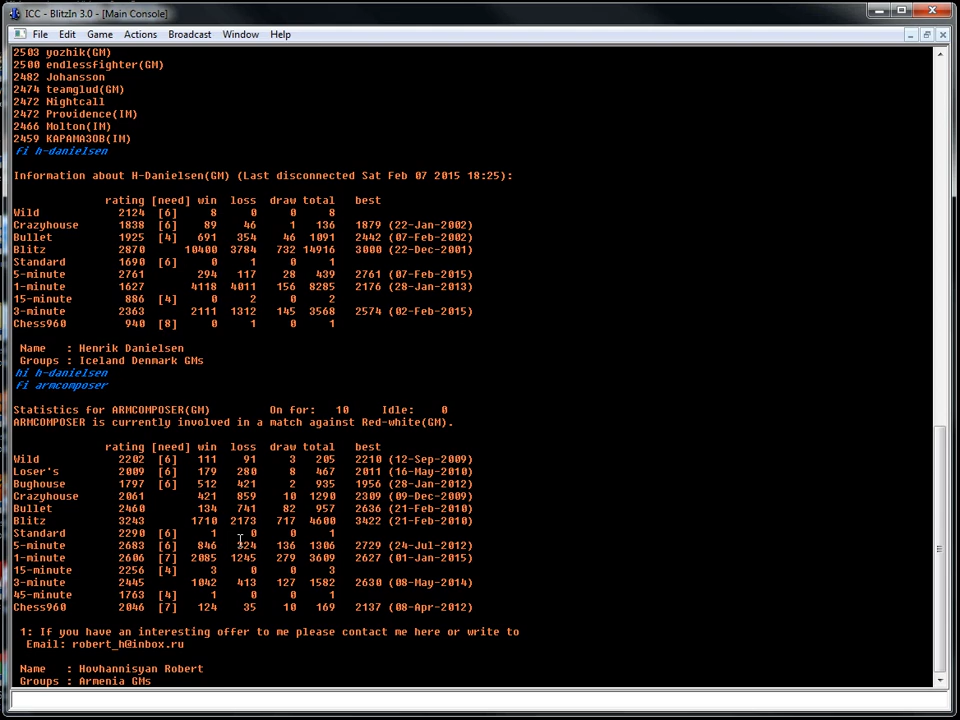 ICC - BlitzIn 3.0 - [Main Console]
File Edit Game Actions Broadcast Window Help
2503 yozhik(GM)
2500 endlessfighter(GM)
2482 Johansson
2474 teamglud(GM)
2472 Nightcall
2472 Providence(IM)
2466 Molton(IM)
2459 KAPAMA3OB(IM)
fi h-danielsen
Information about H-Danielsen(GM) (Last disconnected Sat Feb 07 2015 18:25):
rating [need] win loss draw total best
Wild 2124 [6] 8 0 0 8
Crazyhouse 1838 [6] 89 46 1 136 1879 (22-Jan-2002)
Bullet 1925 [4] 691 354 46 1091 2442 (07-Feb-2002)
Blitz 2870 10400 3784 732 14916 3000 (22-Dec-2001)
Standard 1690 [6] 0 1 0 1
5-minute 2761 294 117 28 439 2761 (07-Feb-2015)
1-minute 1627 4118 4011 156 8285 2176 (28-Jan-2013)
15-minute 886 [4] 0 2 0 2
3-minute 2363 2111 1312 145 3568 2574 (02-Feb-2015)
Chess960 940 [8] 0 1 0 1
Name : Henrik Danielsen
Groups : Iceland Denmark GMs
hi h-danielsen
fi armcomposer
Statistics for ARMCOMPOSER(GM) On for: 10 Idle: 0
ARMCOMPOSER is currently involved in a match against Red-white(GM).
rating [need] win loss draw total best
Wild 2202 [6] 111 91 3 205 2210 (12-Sep-2009)
Loser's 2009 [6] 179 280 8 467 2011 (16-May-2010)
Bughouse 1797 [6] 512 421 2 935 1956 (28-Jan-2012)
Crazyhouse 2061 421 859 10 1290 2309 (09-Dec-2009)
Bullet 2460 134 741 82 957 2636 (21-Feb-2010)
Blitz 3243 1710 2173 717 4600 3422 (21-Feb-2010)
Standard 2290 [6] 1 0 0 1
5-minute 2683 [6] 846 324 136 1306 2729 (24-Jul-2012)
1-minute 2606 [7] 2085 1245 279 3609 2627 (01-Jan-2015)
15-minute 2256 [4] 3 0 0 3
3-minute 2445 1042 413 127 1582 2630 (08-May-2014)
45-minute 1763 [4] 1 0 0 1
Chess960 2046 [7] 124 35 10 169 2137 (08-Apr-2012)
1: If you have an interesting offer to me please contact me here or write to
Email: robert_h@inbox.ru
Name : Hovhannisyan Robert
Groups : Armenia GMs